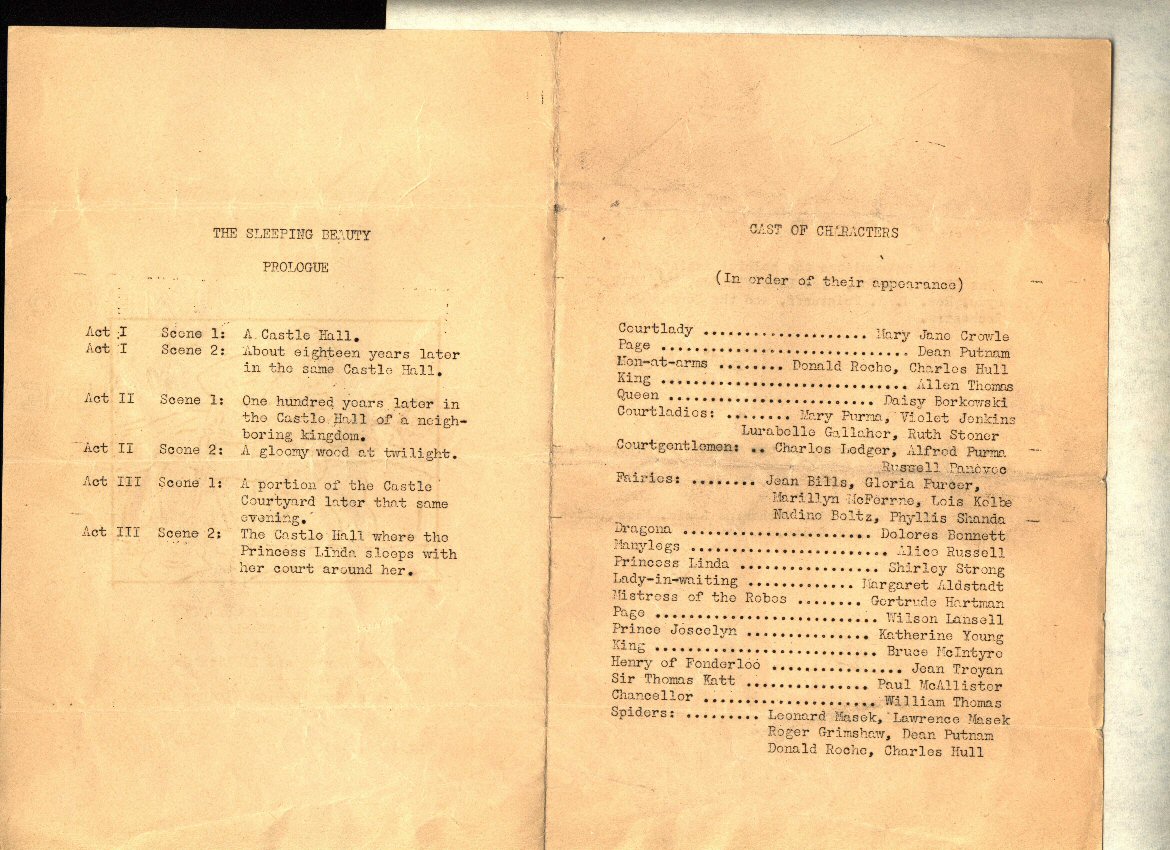 THE SLEEPING BEAUTY
PROLOGUE
Act I Scene 1: A Castle Hall.
Act I Scene 2: About eighteen years later
in the same Castle Hall.
Act II Scene 1: One hundred years later in
the Castle Hall of a neigh-
boring kingdom.
Act II Scene 2: A gloomy wood at twilight.
Act III Scene 1: A portion of the Castle
Courtyard later that same
evening.
Act III Scene 2: The Castle Hall where the
Princess Linda sleeps with
her court around her.
CAST OF CHARACTERS
(In order of their appearance)
Courtlady .................... Mary Jane Crowle
Page .............................. Dean Putnam
Men-at-arms ........ Donald Roche, Charles Hull
King .............................. Allen Thomas
Queen ............................ Daisy Borkowski
Courtladies: ........ Mary Purma, Violet Jenkins
Lurabelle Gallaher, Ruth Stoner
Courtgentlemen: .. Charles Lodger, Alfred Purma
Russell Panovec
Fairies: ........ Jean Bills, Gloria Purcer,
Marillyn McFerrne, Lois Kolbe
Nadine Boltz, Phyllis Shanda
Dragona ....................... Dolores Bennett
Manylegs ........................ Alice Russell
Princess Linda ................. Shirley Strong
Lady-in-waiting ............. Margaret Aldstadt
Mistress of the Robes ........ Gertrude Hartman
Page ........................... Wilson Lansell
Prince Joscelyn ............... Katherine Young
King ........................... Bruce McIntyre
Henry of Fonderloo ................ Jean Troyan
Sir Thomas Katt ............... Paul McAllister
Chancellor ..................... William Thomas
Spiders: ......... Leonard Masek, Lawrence Masek
Roger Grimshaw, Dean Putnam
Donald Roche, Charles Hull